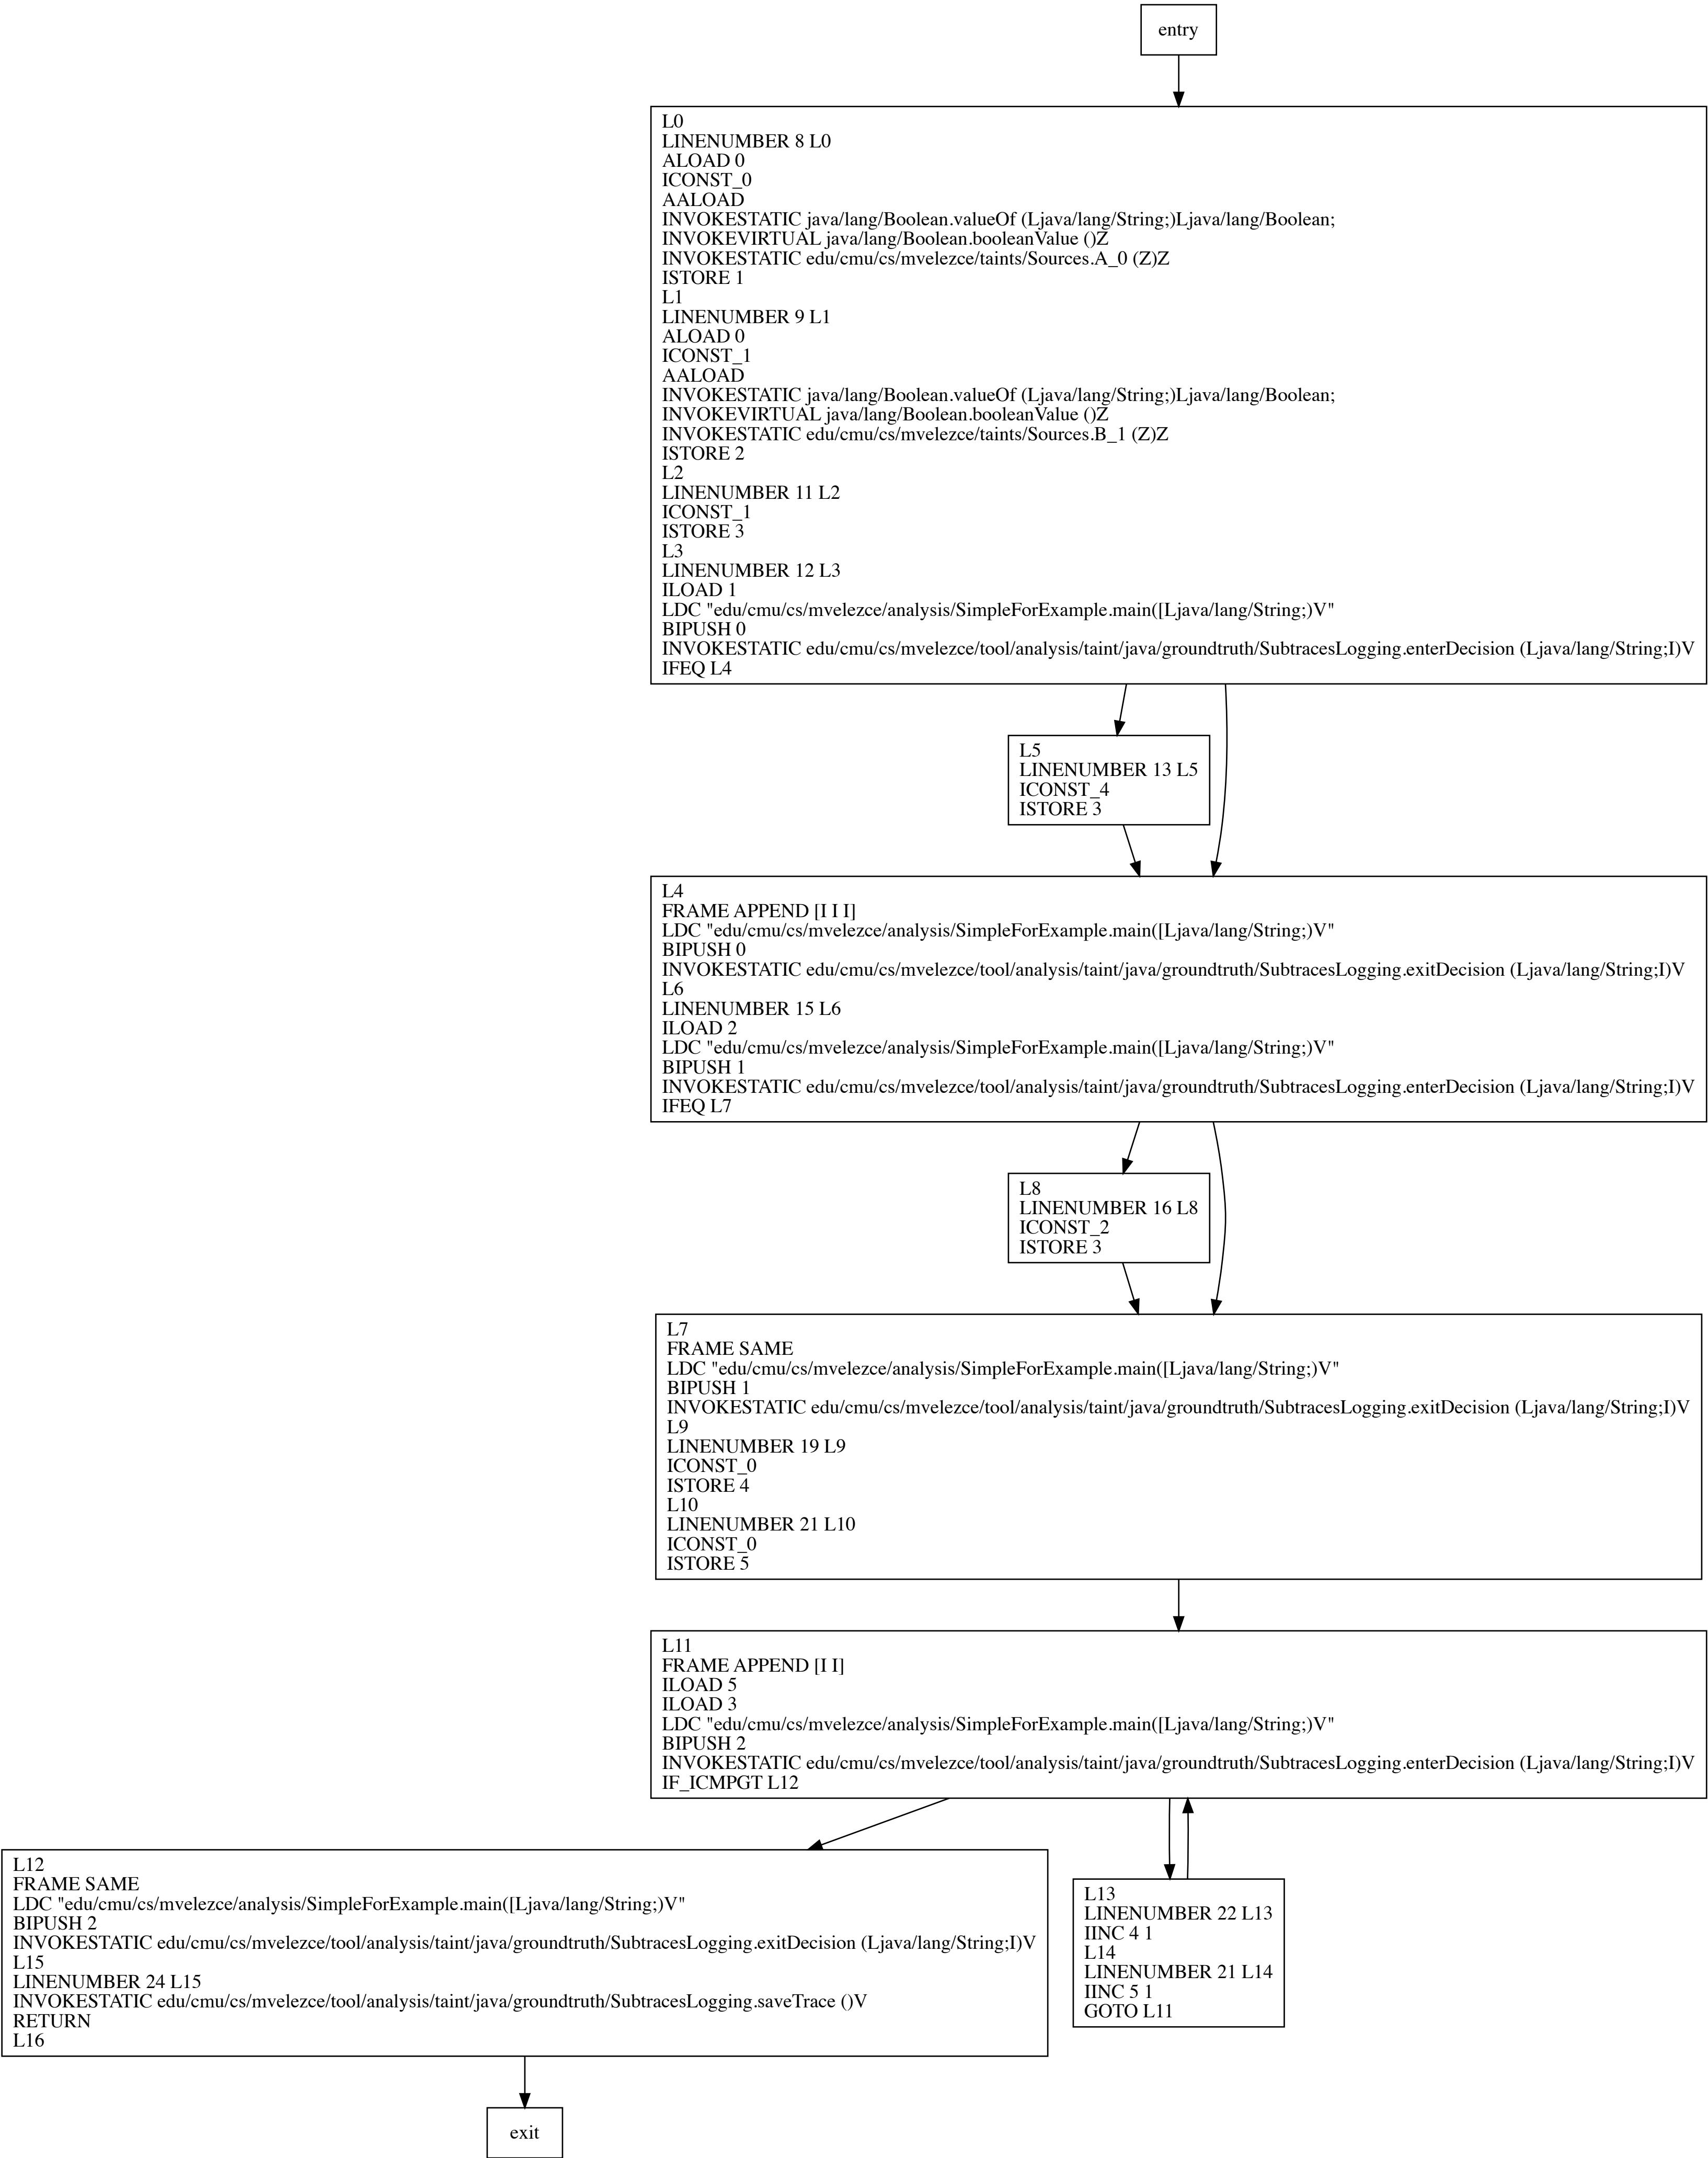 entry
L0
LINENUMBER 8 L0
ALOAD 0
ICONST_0
AALOAD
INVOKESTATIC java/lang/Boolean.valueOf (Ljava/lang/String;)Ljava/lang/Boolean;
INVOKEVIRTUAL java/lang/Boolean.booleanValue ()Z
INVOKESTATIC edu/cmu/cs/mvelezce/taints/Sources.A_0 (Z)Z
ISTORE 1
L1
LINENUMBER 9 L1
ALOAD 0
ICONST_1
AALOAD
INVOKESTATIC java/lang/Boolean.valueOf (Ljava/lang/String;)Ljava/lang/Boolean;
INVOKEVIRTUAL java/lang/Boolean.booleanValue ()Z
INVOKESTATIC edu/cmu/cs/mvelezce/taints/Sources.B_1 (Z)Z
ISTORE 2
L2
LINENUMBER 11 L2
ICONST_1
ISTORE 3
L3
LINENUMBER 12 L3
ILOAD 1
LDC "edu/cmu/cs/mvelezce/analysis/SimpleForExample.main([Ljava/lang/String;)V"
BIPUSH 0
INVOKESTATIC edu/cmu/cs/mvelezce/tool/analysis/taint/java/groundtruth/SubtracesLogging.enterDecision (Ljava/lang/String;I)V
IFEQ L4
L5
LINENUMBER 13 L5
ICONST_4
ISTORE 3
L4
FRAME APPEND [I I I]
LDC "edu/cmu/cs/mvelezce/analysis/SimpleForExample.main([Ljava/lang/String;)V"
BIPUSH 0
INVOKESTATIC edu/cmu/cs/mvelezce/tool/analysis/taint/java/groundtruth/SubtracesLogging.exitDecision (Ljava/lang/String;I)V
L6
LINENUMBER 15 L6
ILOAD 2
LDC "edu/cmu/cs/mvelezce/analysis/SimpleForExample.main([Ljava/lang/String;)V"
BIPUSH 1
INVOKESTATIC edu/cmu/cs/mvelezce/tool/analysis/taint/java/groundtruth/SubtracesLogging.enterDecision (Ljava/lang/String;I)V
IFEQ L7
L8
LINENUMBER 16 L8
ICONST_2
ISTORE 3
L7
FRAME SAME
LDC "edu/cmu/cs/mvelezce/analysis/SimpleForExample.main([Ljava/lang/String;)V"
BIPUSH 1
INVOKESTATIC edu/cmu/cs/mvelezce/tool/analysis/taint/java/groundtruth/SubtracesLogging.exitDecision (Ljava/lang/String;I)V
L9
LINENUMBER 19 L9
ICONST_0
ISTORE 4
L10
LINENUMBER 21 L10
ICONST_0
ISTORE 5
L11
FRAME APPEND [I I]
ILOAD 5
ILOAD 3
LDC "edu/cmu/cs/mvelezce/analysis/SimpleForExample.main([Ljava/lang/String;)V"
BIPUSH 2
INVOKESTATIC edu/cmu/cs/mvelezce/tool/analysis/taint/java/groundtruth/SubtracesLogging.enterDecision (Ljava/lang/String;I)V
IF_ICMPGT L12
L12
FRAME SAME
LDC "edu/cmu/cs/mvelezce/analysis/SimpleForExample.main([Ljava/lang/String;)V"
BIPUSH 2
INVOKESTATIC edu/cmu/cs/mvelezce/tool/analysis/taint/java/groundtruth/SubtracesLogging.exitDecision (Ljava/lang/String;I)V
L15
LINENUMBER 24 L15
INVOKESTATIC edu/cmu/cs/mvelezce/tool/analysis/taint/java/groundtruth/SubtracesLogging.saveTrace ()V
RETURN
L16
L13
LINENUMBER 22 L13
IINC 4 1
L14
LINENUMBER 21 L14
IINC 5 1
GOTO L11
exit